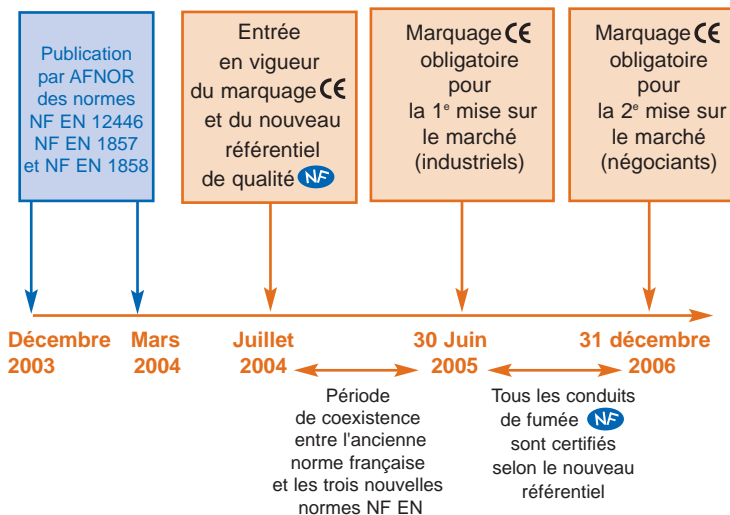 Publication
par AFNOR
des normes
NF EN 12446
NF EN 1857
et NF EN 1858
Entrée
en vigueur
du marquage CE
et du nouveau
référentiel
de qualité NF
Marquage CE
obligatoire
pour
la 1e mise sur
le marché
(industriels)
Marquage CE
obligatoire
pour
la 2e mise sur
le marché
(négociants)
Décembre
2003
Mars
2004
Juillet
2004
30 Juin
2005
31 décembre
2006
Période
de coexistence
entre l'ancienne
norme française
et les trois nouvelles
normes NF EN
Tous les conduits
de fumée NF
sont certifiés
selon le nouveau
référentiel